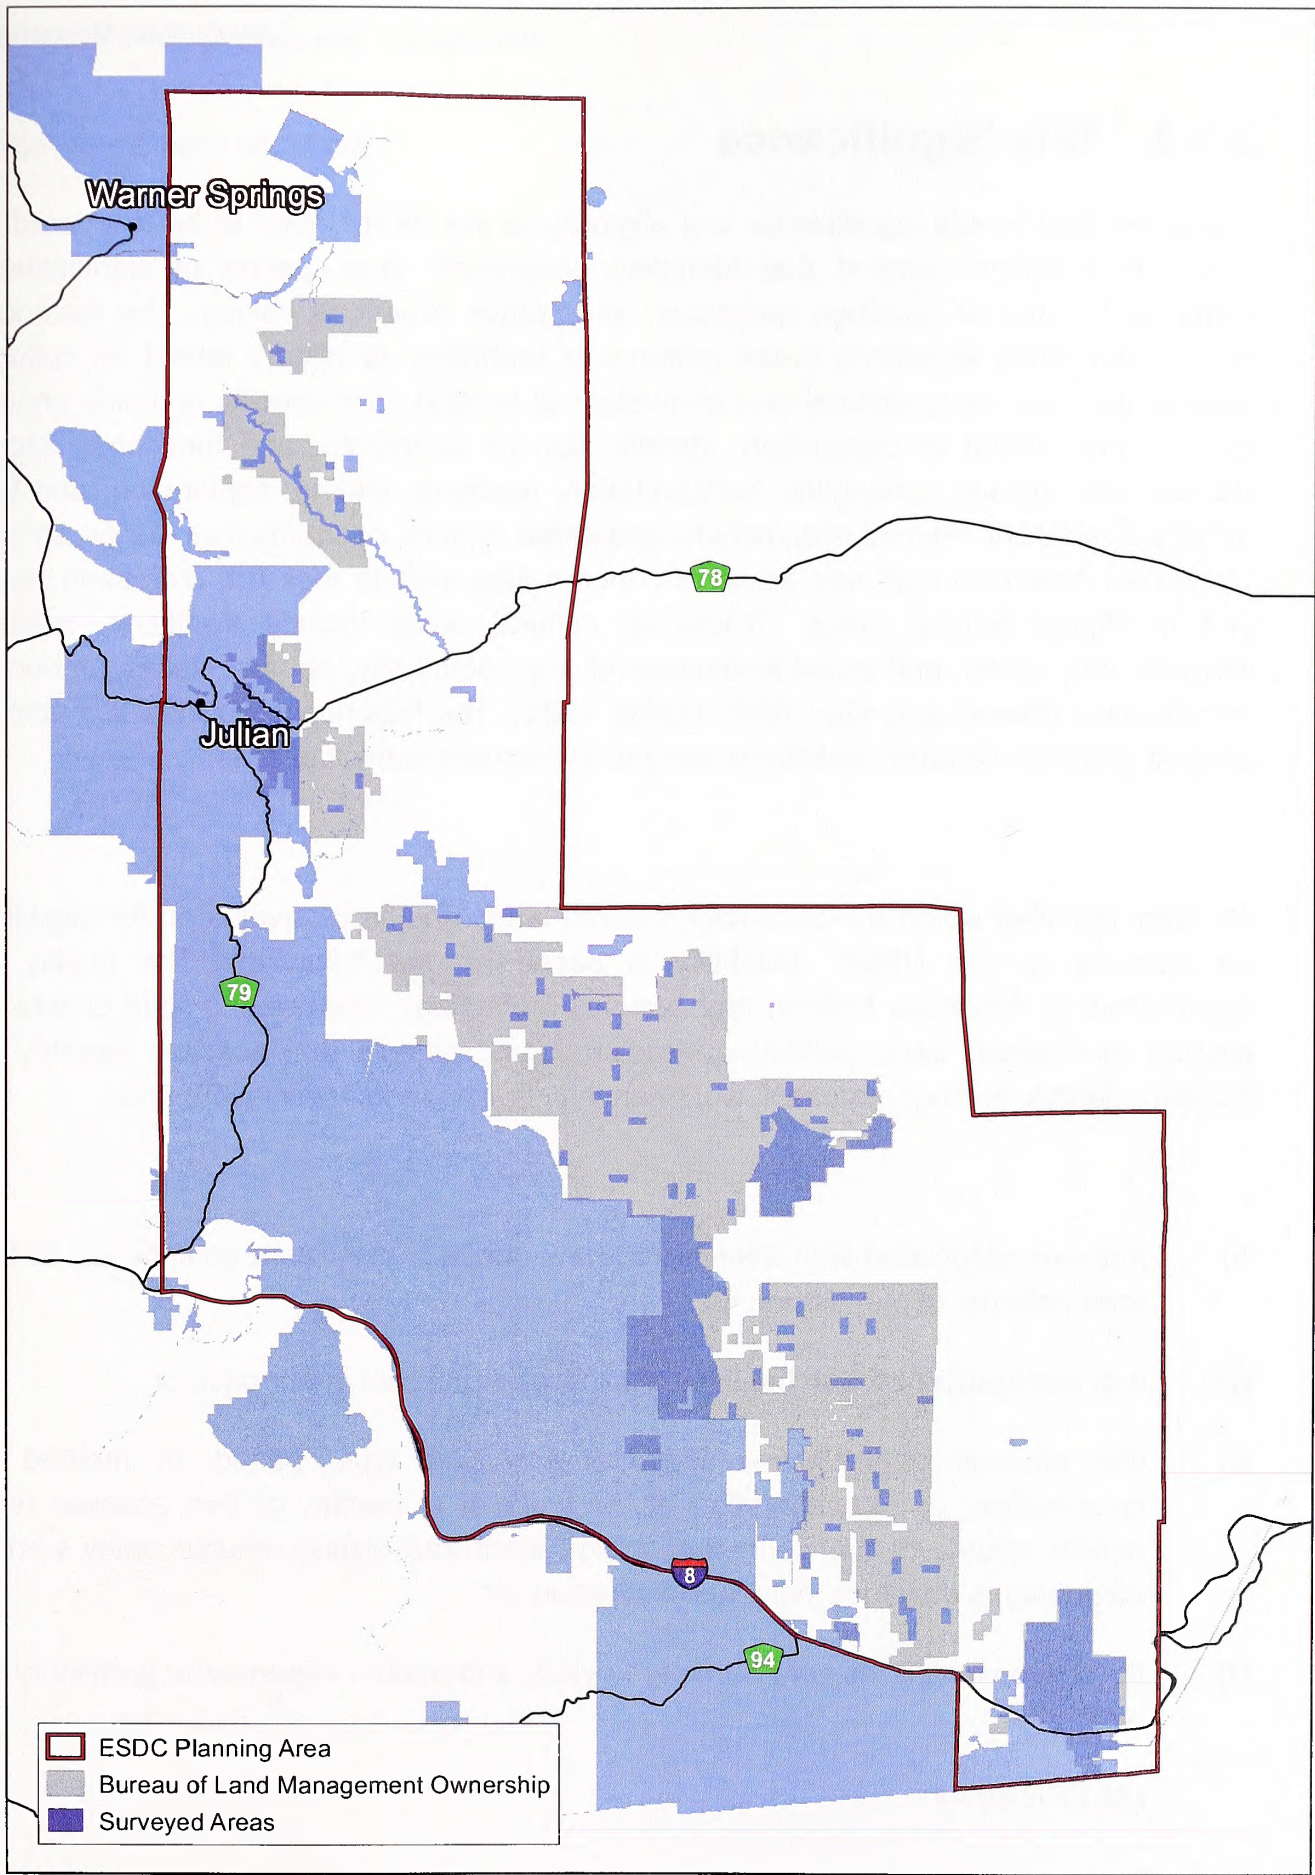 Warner Springs
78
Julian
79
8
94
ESDC Planning Area
Bureau of Land Management Ownership
Surveyed Areas